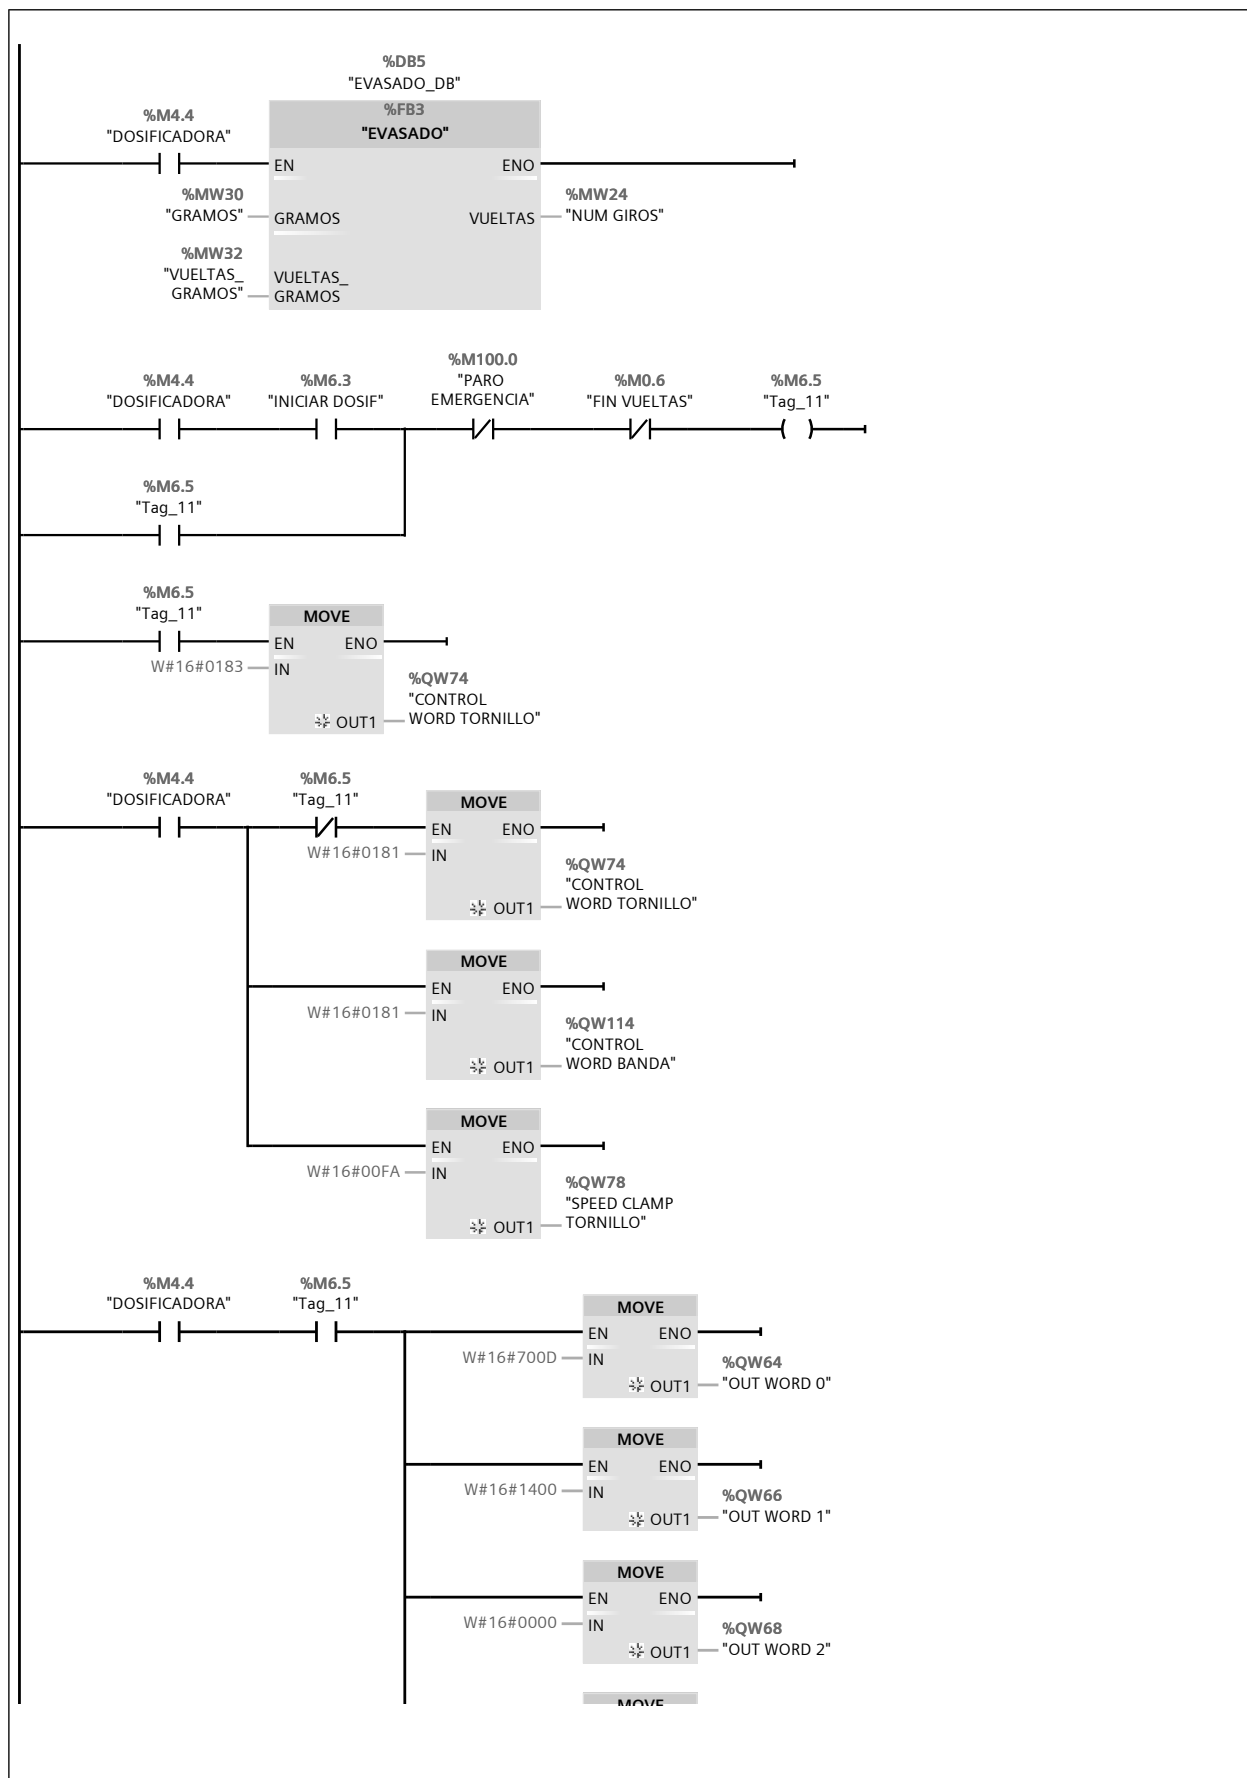 %DB5
"EVASADO_DB"
%M4.4
"DOSIFICADORA"
%FB3
"EVASADO"
EN ENO
%MW30
"GRAMOS"
GRAMOS
VUELTAS
%MW24
"NUM GIROS"
%MW32
"VUELTAS_
GRAMOS"
VUELTAS_
GRAMOS
%M4.4
"DOSIFICADORA"
%M6.3
"INICIAR DOSIF"
%M100.0
"PARO
EMERGENCIA"
%M0.6
"FIN VUELTAS"
%M6.5
"Tag_11"
%M6.5
"Tag_11"
%M6.5
"Tag_11"
MOVE
EN ENO
W#16#0183 IN
OUT1
%QW74
"CONTROL
WORD TORNILLO"
%M4.4
"DOSIFICADORA"
%M6.5
"Tag_11"
MOVE
EN ENO
W#16#0181 IN
OUT1
%QW74
"CONTROL
WORD TORNILLO"
MOVE
EN ENO
W#16#0181 IN
OUT1
%QW114
"CONTROL
WORD BANDA"
MOVE
EN ENO
W#16#00FA IN
OUT1
%QW78
"SPEED CLAMP
TORNILLO"
%M4.4
"DOSIFICADORA"
%M6.5
"Tag_11"
MOVE
EN ENO
W#16#700D IN
OUT1
%QW64
"OUT WORD 0"
MOVE
EN ENO
W#16#1400 IN
OUT1
%QW66
"OUT WORD 1"
MOVE
EN ENO
W#16#0000 IN
OUT1
%QW68
"OUT WORD 2"
MOVE